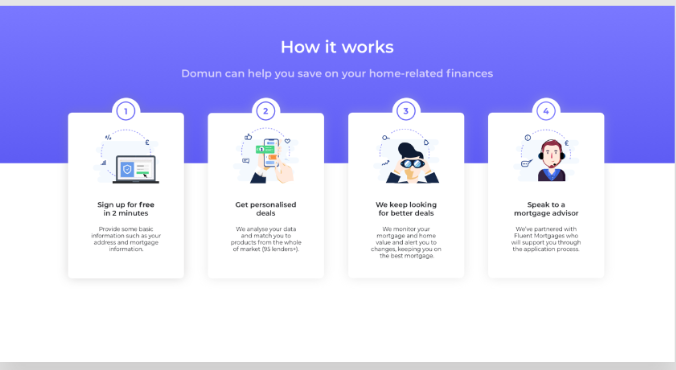 How it works
Domun can help you save on your home-related finances
1
Sign up for free
in 2 minutes
Provide some basic
information such as your
address and mortgage
information.
2
Get personalised
deals
We analyse your data
and match you to
products from the whole
of market (93 lenders+).
3
We keep looking
for better deals
We monitor your
mortgage and home
value and alert you to
changes, keeping you on
the best mortgage.
4
Speak to a
mortgage advisor
We've partnered with
Fluent Mortgages who
will support you through
the application process.